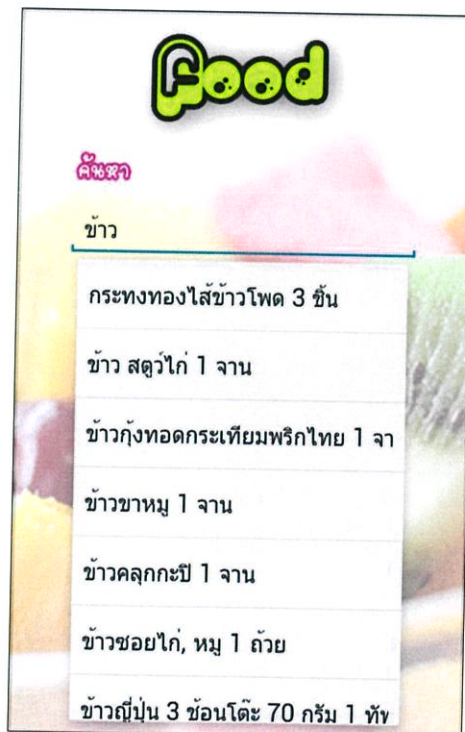 Food
ค้นหา
ข้าว
กระทงทองไส้ข้าวโพด 3 ชิ้น
ข้าว สตูว์ไก่ 1 จาน
ข้าวกุ้งทอดกระเทียมพริกไทย 1 จา
ข้าวขาหมู 1 จาน
ข้าวคลุกกะปิ 1 จาน
ข้าวซอยไก่, หมู 1 ถ้วย
ข้าวญี่ปุ่น 3 ช้อนโต๊ะ 70 กรัม 1 ทัพ